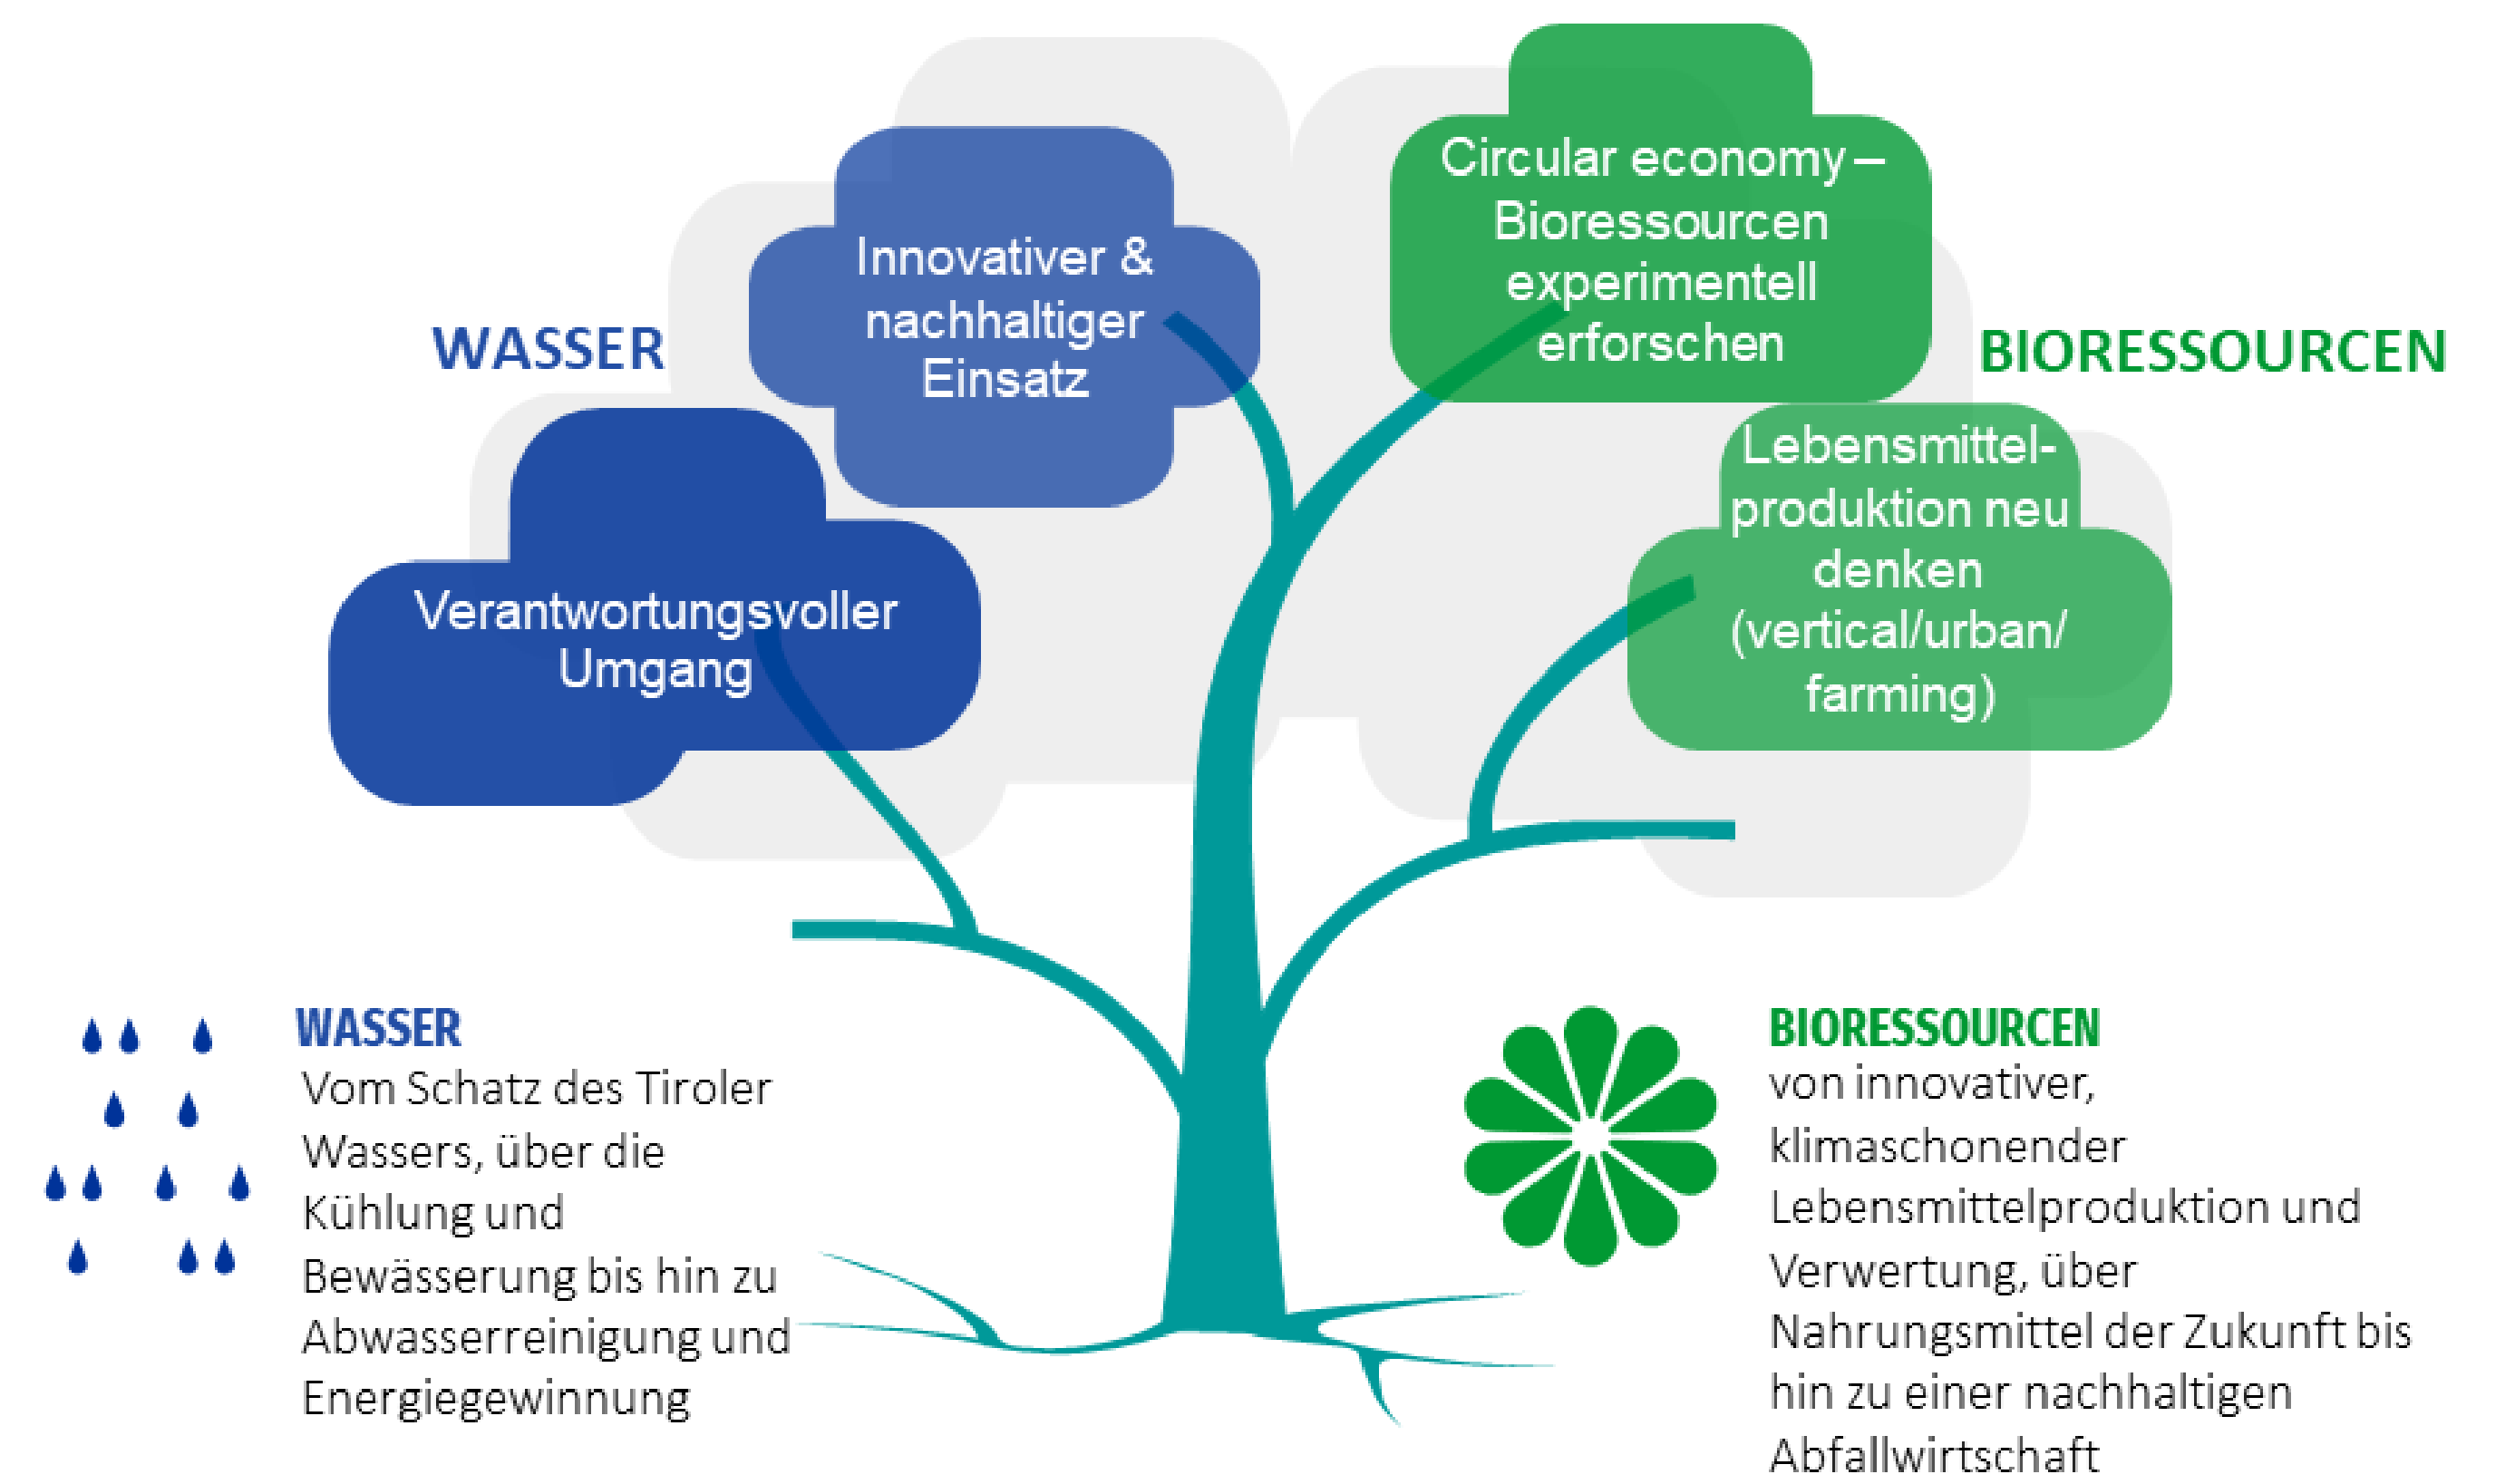 Circular economy –
Bioressourcen
experimentell
erforschen
Innovativer &
nachhaltiger
Einsatz
WASSER
BIORESSOURCEN
Lebensmittel-
produktion neu
denken
(vertical/urban/
farming)
Verantwortungsvoller
Umgang
WASSER
Vom Schatz des Tiroler
Wassers, über die
Kühlung und
Bewässerung bis hin zu
Abwasserreinigung und
Energiegewinnung
BIORESSOURCEN
von innovativer,
klimaschonender
Lebensmittelproduktion und
Verwertung, über
Nahrungsmittel der Zukunft bis
hin zu einer nachhaltigen
Abfallwirtschaft